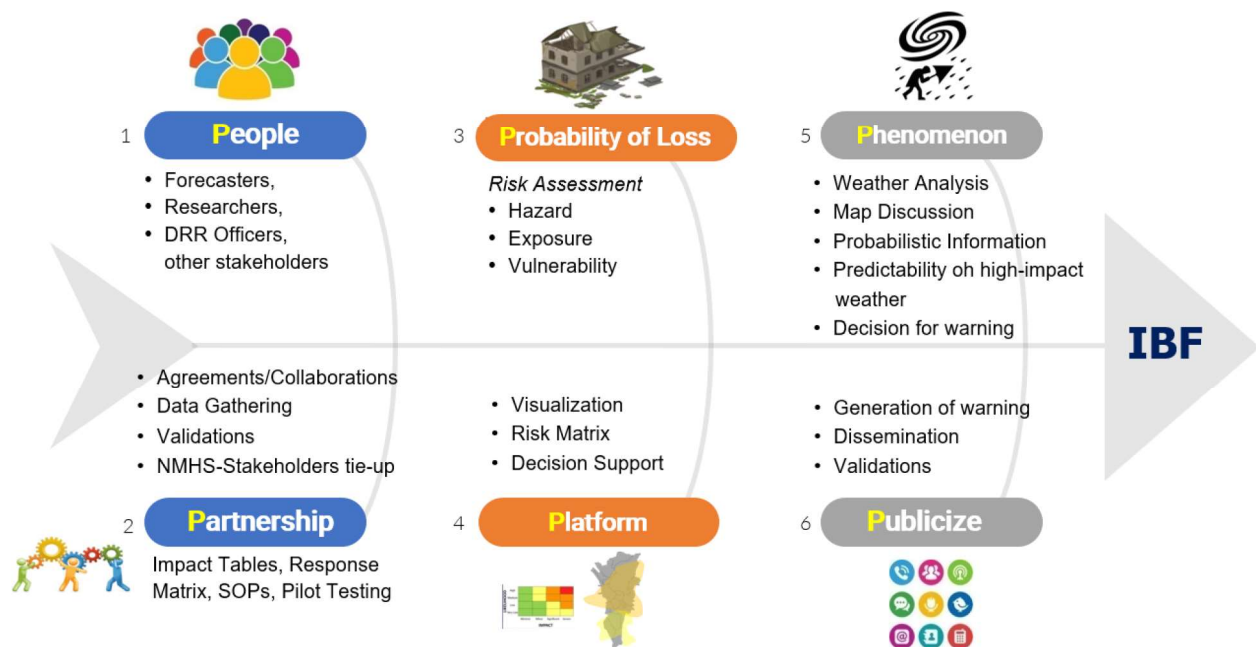 1
People
• Forecasters,
• Researchers,
• DRR Officers,
other stakeholders
• Agreements/Collaborations
• Data Gathering
• Validations
• NMHS-Stakeholders tie-up
2
Partnership
Impact Tables, Response
Matrix, SOPs, Pilot Testing
3
Probability of Loss
Risk Assessment
• Hazard
• Exposure
• Vulnerability
• Visualization
• Risk Matrix
• Decision Support
4
Platform
IMPACT
5
Phenomenon
• Weather Analysis
• Map Discussion
• Probabilistic Information
• Predictability oh high-impact
weather
• Decision for warning
• Generation of warning
• Dissemination
• Validations
6
Publicize
IBF